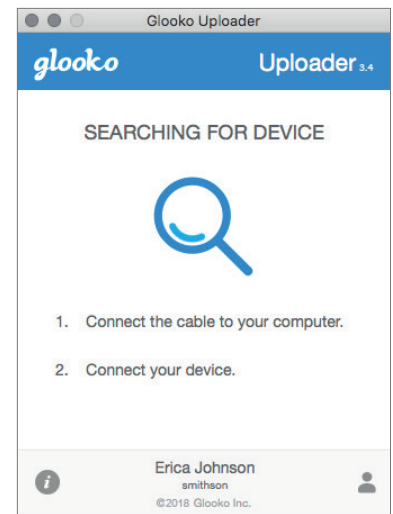 Glooko Uploader
glooko Uploader 3.4
SEARCHING FOR DEVICE
1. Connect the cable to your computer.
2. Connect your device.
Erica Johnson
smithson
©2018 Glooko Inc.